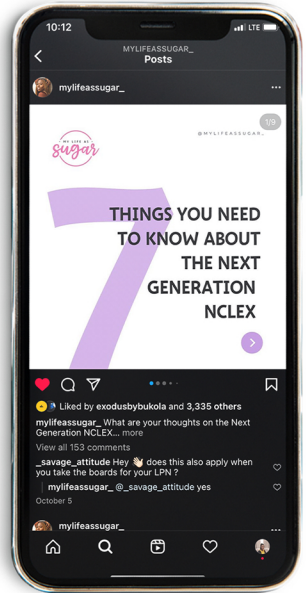 10:12
LTE
MYLIFEASSUGAR_
Posts
mylifeassugar_
1/9
MY LIFE AS
sugar
@MYLIFEASSUGAR_
7
THINGS YOU NEED
TO KNOW ABOUT
THE NEXT
GENERATION
NCLEX
Liked by exodusbybukola and 3,335 others
mylifeassugar_ What are your thoughts on the Next
Generation NCLEX... more
View all 153 comments
_savage_attitude Hey 👋🏻 does this also apply when
you take the boards for your LPN ?
mylifeassugar_ @_savage_attitude yes
October 5
mylifeassugar_